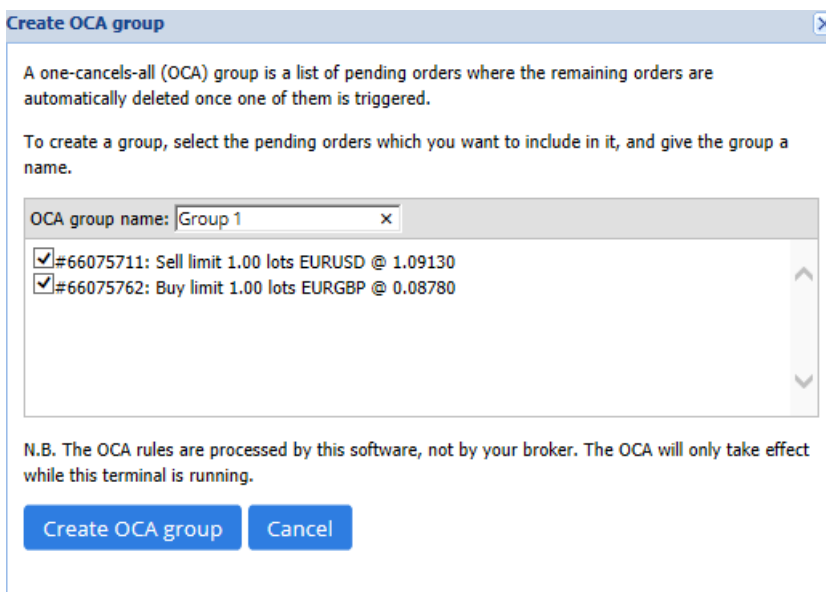 Create OCA group
A one-cancels-all (OCA) group is a list of pending orders where the remaining orders are
automatically deleted once one of them is triggered.
To create a group, select the pending orders which you want to include in it, and give the group a
name.
OCA group name: Group 1
#66075711: Sell limit 1.00 lots EURUSD @ 1.09130
#66075762: Buy limit 1.00 lots EURGBP @ 0.08780
N.B. The OCA rules are processed by this software, not by your broker. The OCA will only take effect
while this terminal is running.
Create OCA group Cancel